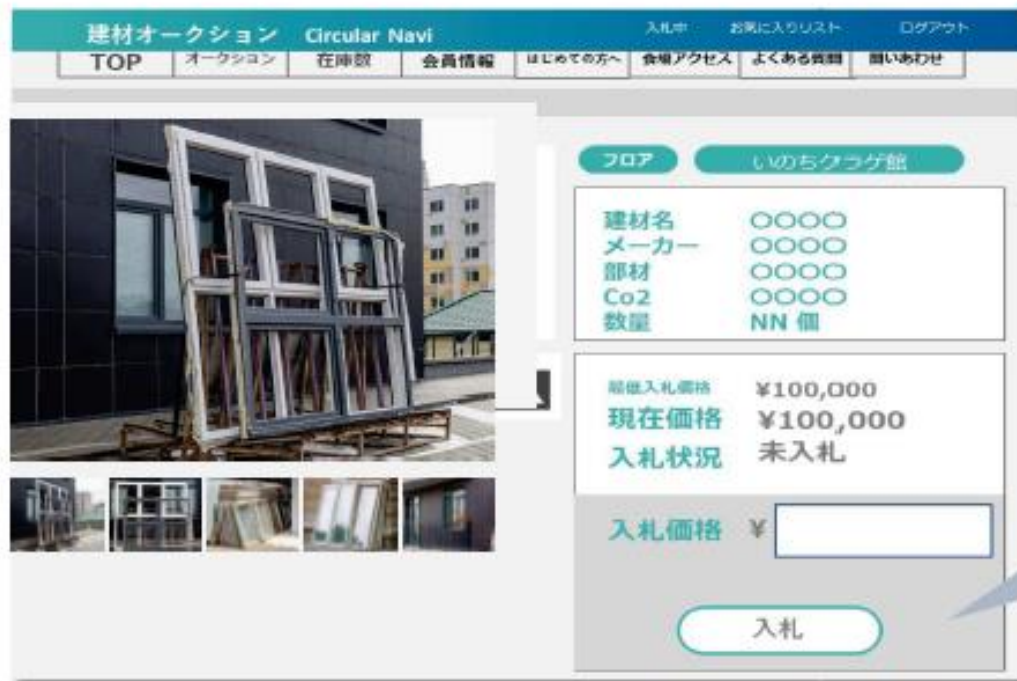 建材オークション Circular Navi 入札中 お気に入りリスト ログアウト
TOP オークション 在庫数 会員情報 はじめての方へ 会場アクセス よくある質問 問いあわせ
フロア いのちクラゲ館
建材名 〇〇〇〇
メーカー 〇〇〇〇
部材 〇〇〇〇
Co2 〇〇〇〇
数量 NN 個
最低入札価格 ¥100,000
現在価格 ¥100,000
入札状況 未入札
入札価格 ¥
入札